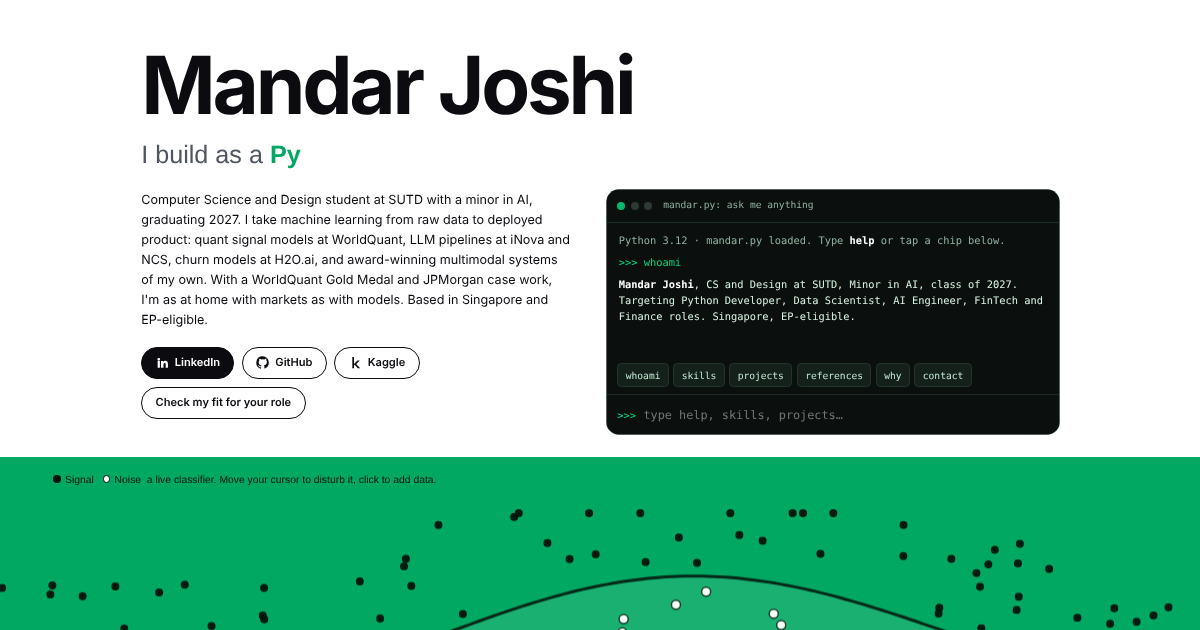 Mandar Joshi
I build as a Py
Computer Science and Design student at SUTD with a minor in AI,
graduating 2027. I take machine learning from raw data to deployed
product: quant signal models at WorldQuant, LLM pipelines at iNova and
NCS, churn models at H2O.ai, and award-winning multimodal systems
of my own. With a WorldQuant Gold Medal and JPMorgan case work,
I'm as at home with markets as with models. Based in Singapore and
EP-eligible.
LinkedIn GitHub Kaggle
Check my fit for your role
mandar.py: ask me anything
Python 3.12 · mandar.py loaded. Type help or tap a chip below.
>>> whoami
Mandar Joshi, CS and Design at SUTD, Minor in AI, class of 2027.
Targeting Python Developer, Data Scientist, AI Engineer, FinTech and
Finance roles. Singapore, EP-eligible.
whoami skills projects references why contact
>>> type help, skills, projects…
Signal Noise a live classifier. Move your cursor to disturb it, click to add data.